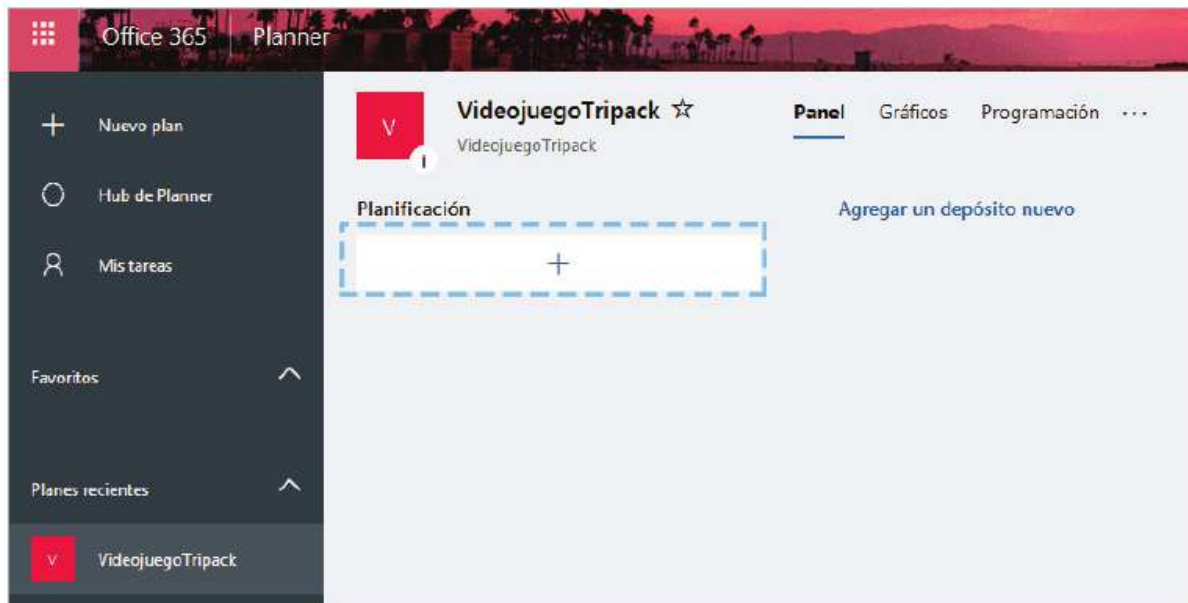 Office 365 Planner
Nuevo plan
Hub de Planner
Mis tareas
Favoritos
Planes recientes
V VideojuegoTripack
V VideojuegoTripack
VideojuegoTripack
Panel Gráficos Programación ...
Planificación
+
Agregar un depósito nuevo